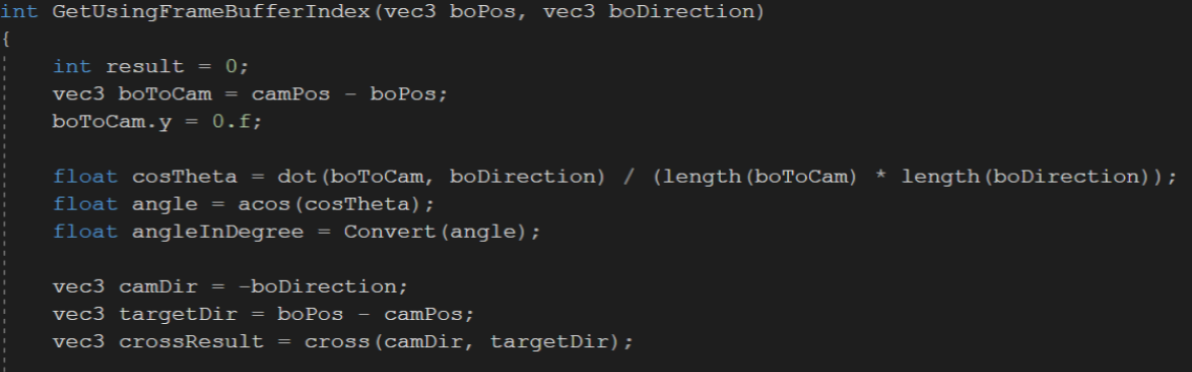 int GetUsingFrameBufferIndex(vec3 boPos, vec3 boDirection)
{
    int result = 0;
    vec3 boToCam = camPos - boPos;
    boToCam.y = 0.f;

    float cosTheta = dot(boToCam, boDirection) / (length(boToCam) * length(boDirection));
    float angle = acos(cosTheta);
    float angleInDegree = Convert(angle);

    vec3 camDir = -boDirection;
    vec3 targetDir = boPos - camPos;
    vec3 crossResult = cross(camDir, targetDir);